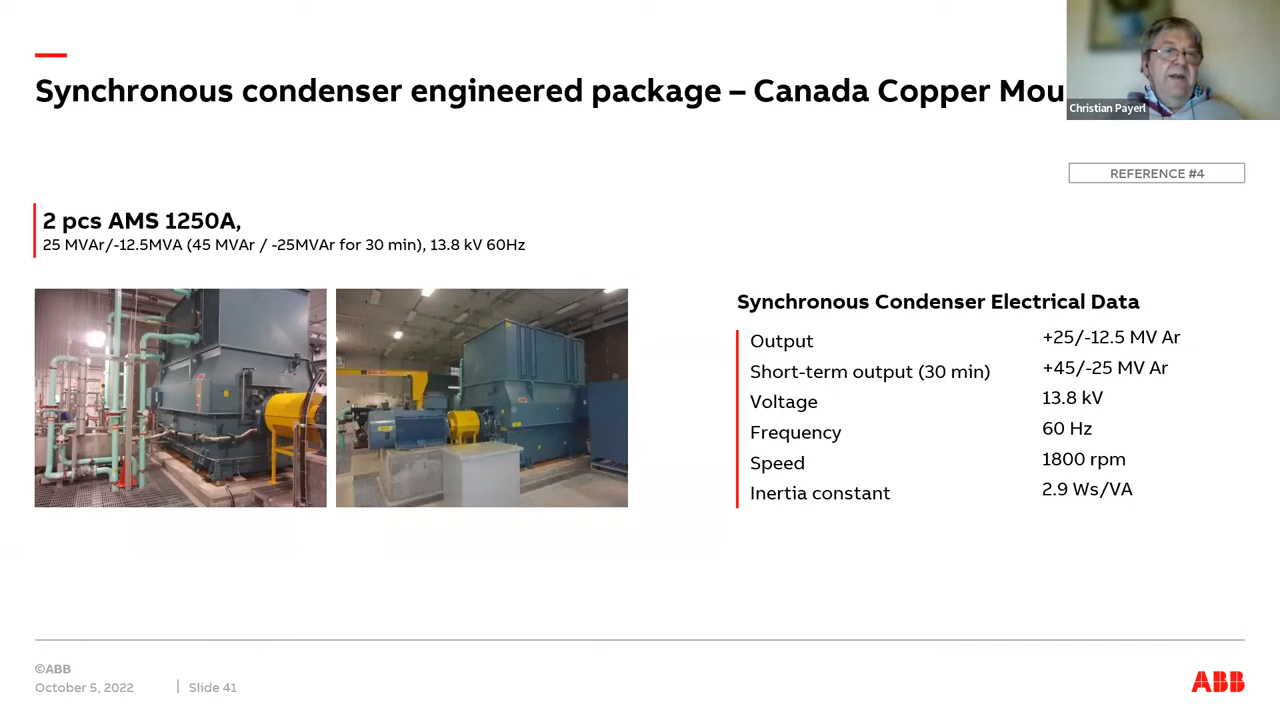 Synchronous condenser engineered package – Canada Copper Mou
Christian Payerl
REFERENCE #4
2 pcs AMS 1250A,
25 MVAr/-12.5MVA (45 MVAr / -25MVAr for 30 min), 13.8 kV 60Hz
Synchronous Condenser Electrical Data
Output +25/-12.5 MV Ar
Short-term output (30 min) +45/-25 MV Ar
Voltage 13.8 kV
Frequency 60 Hz
Speed 1800 rpm
Inertia constant 2.9 Ws/VA
©ABB
October 5, 2022 | Slide 41
ABB